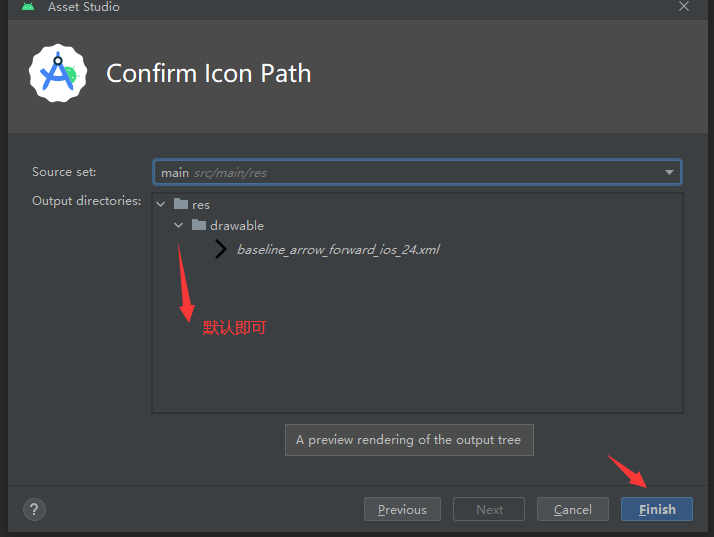 Asset Studio
Confirm Icon Path
Source set:
main src/main/res
Output directories:
res
drawable
baseline_arrow_forward_ios_24.xml
默认即可
A preview rendering of the output tree
?
Previous
Next
Cancel
Finish